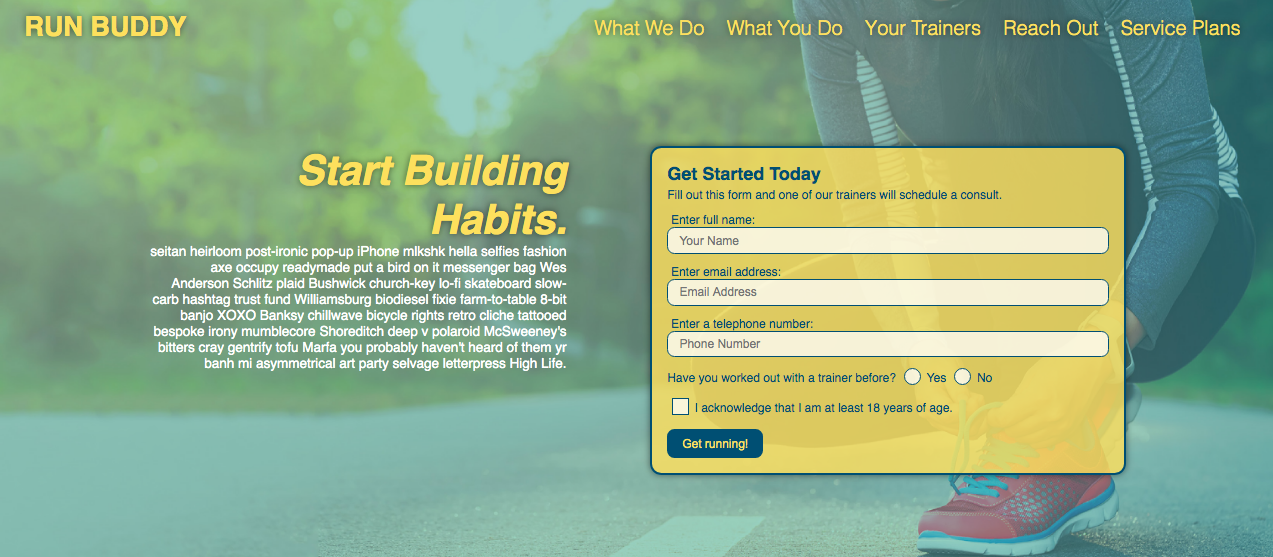 RUN BUDDY
What We Do What You Do Your Trainers Reach Out Service Plans
Start Building
Habits.
seitan heirloom post-ironic pop-up iPhone mlkshk hella selfies fashion
axe occupy readymade put a bird on it messenger bag Wes
Anderson Schlitz plaid Bushwick church-key lo-fi skateboard slow-
carb hashtag trust fund Williamsburg biodiesel fixie farm-to-table 8-bit
banjo XOXO Banksy chillwave bicycle rights retro cliche tattooed
bespoke irony mumblecore Shoreditch deep v polaroid McSweeney's
bitters cray gentrify tofu Marfa you probably haven't heard of them yr
banh mi asymmetrical art party selvage letterpress High Life.
Get Started Today
Fill out this form and one of our trainers will schedule a consult.
Enter full name:
Your Name
Enter email address:
Email Address
Enter a telephone number:
Phone Number
Have you worked out with a trainer before? Yes No
I acknowledge that I am at least 18 years of age.
Get running!